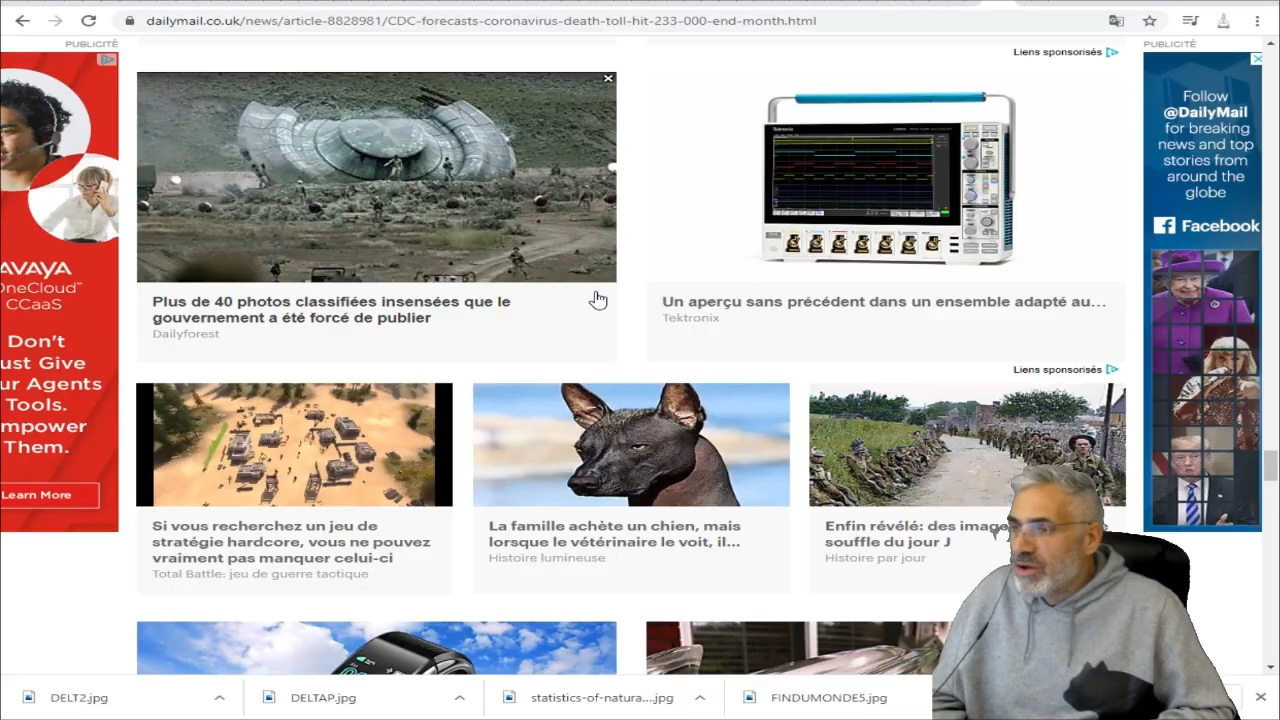 dailymail.co.uk/news/article-8828981/CDC-forecasts-coronavirus-death-toll-hit-233-000-end-month.html
PUBLICITÉ
Liens sponsorisés
PUBLICITÉ
AVAYA
OneCloud™
CCaaS
Don't
Just Give
Your Agents
Tools.
Empower
Them.
Learn More
Plus de 40 photos classifiées insensées que le
gouvernement a été forcé de publier
Dailyforest
Tektronix
Un aperçu sans précédent dans un ensemble adapté au...
Tektronix
Follow
@DailyMail
for breaking
news and top
stories from
around the
globe
Facebook
Liens sponsorisés
Si vous recherchez un jeu de
stratégie hardcore, vous ne pouvez
vraiment pas manquer celui-ci
Total Battle: jeu de guerre tactique
La famille achète un chien, mais
lorsque le vétérinaire le voit, il...
Histoire lumineuse
Enfin révélé: des
souffle du jour J
Histoire par jour
DELT2.jpg
DELTAP.jpg
statistics-of-natura....jpg
FINDUMONDE5.jpg